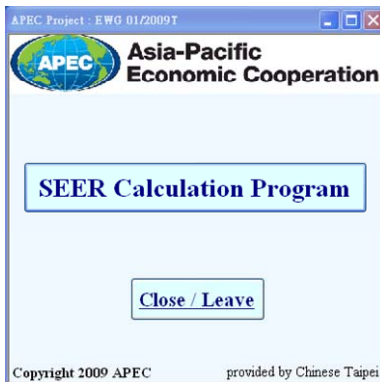 APEC Project : EWG 01/2009T
APEC
Asia-Pacific
Economic Cooperation
SEER Calculation Program
Close / Leave
Copyright 2009 APEC
provided by Chinese Taipei